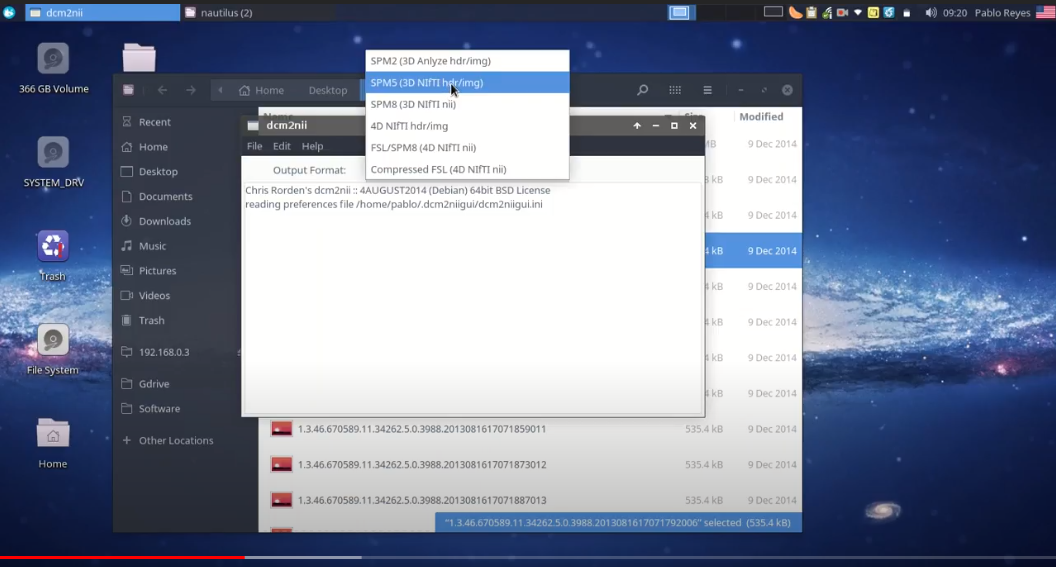 dcm2nii
nautilus (2)
09:20 Pablo Reyes
366 GB Volume
SYSTEM_DRV
Trash
File System
Home
Home
Desktop
Modified
Recent
Home
Desktop
Documents
Downloads
Music
Pictures
Videos
Trash
192.168.0.3
Gdrive
Software
+ Other Locations
SPM2 (3D Anlyze hdr/img)
SPM5 (3D NIfTI hdr/img)
SPM8 (3D NIfTI nii)
4D NIfTI hdr/img
FSL/SPM8 (4D NIfTI nii)
Compressed FSL (4D NIfTI nii)
dcm2nii
File Edit Help
Output Format:
Chris Rorden's dcm2nii :: 4AUGUST2014 (Debian) 64bit BSD License
reading preferences file /home/pablo/.dcm2niigui/dcm2niigui.ini
9 Dec 2014
kB 9 Dec 2014
kB 9 Dec 2014
kB 9 Dec 2014
kB 9 Dec 2014
kB 9 Dec 2014
kB 9 Dec 2014
kB 9 Dec 2014
1.3.46.670589.11.34262.5.0.3988.2013081617071859011 535.4 kB 9 Dec 2014
1.3.46.670589.11.34262.5.0.3988.2013081617071873012 535.4 kB 9 Dec 2014
1.3.46.670589.11.34262.5.0.3988.2013081617071887013 535.4 kB 9 Dec 2014
"1.3.46.670589.11.34262.5.0.3988.2013081617071792006" selected (535.4 kB)